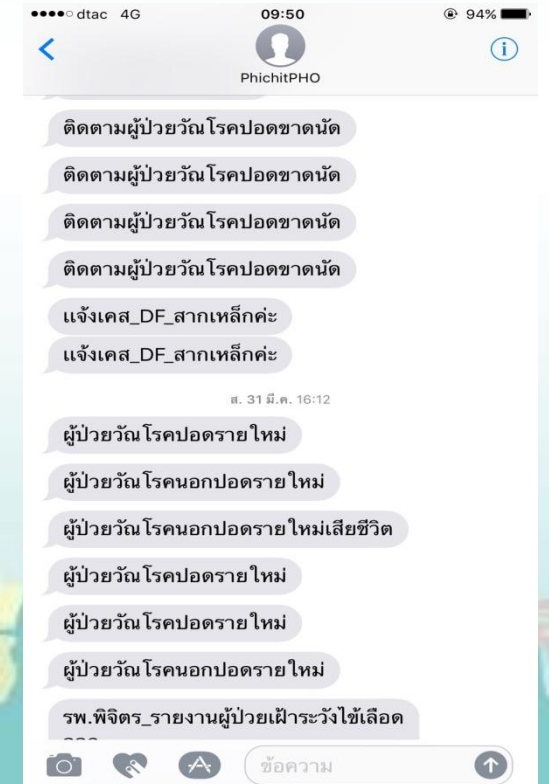 dtac 4G 09:50 94%
PhichitPHO
ติดตามผู้ป่วยวัณโรคปอดขาดนัด
ติดตามผู้ป่วยวัณโรคปอดขาดนัด
ติดตามผู้ป่วยวัณโรคปอดขาดนัด
ติดตามผู้ป่วยวัณโรคปอดขาดนัด
แจ้งเคส_DF_สากเหล็กค่ะ
แจ้งเคส_DF_สากเหล็กค่ะ
ส. 31 มี.ค. 16:12
ผู้ป่วยวัณโรคปอดรายใหม่
ผู้ป่วยวัณโรคนอกปอดรายใหม่
ผู้ป่วยวัณโรคนอกปอดรายใหม่เสียชีวิต
ผู้ป่วยวัณโรคปอดรายใหม่
ผู้ป่วยวัณโรคปอดรายใหม่
ผู้ป่วยวัณโรคนอกปอดรายใหม่
รพ.พิจิตร_รายงานผู้ป่วยเฝ้าระวังไข้เลือด
ข้อความ